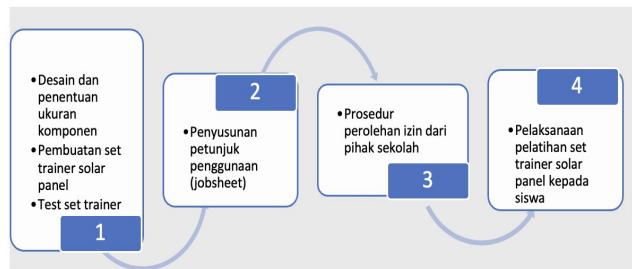 • Desain dan
penentuan
ukuran
komponen
• Pembuatan set
trainer solar
panel
• Test set trainer
1
2
• Penyusunan
petunjuk
penggunaan
(jobsheet)
• Prosedur
perolehan izin dari
pihak sekolah
3
4
• Pelaksanaan
pelatihan set
trainer solar
panel kepada
siswa